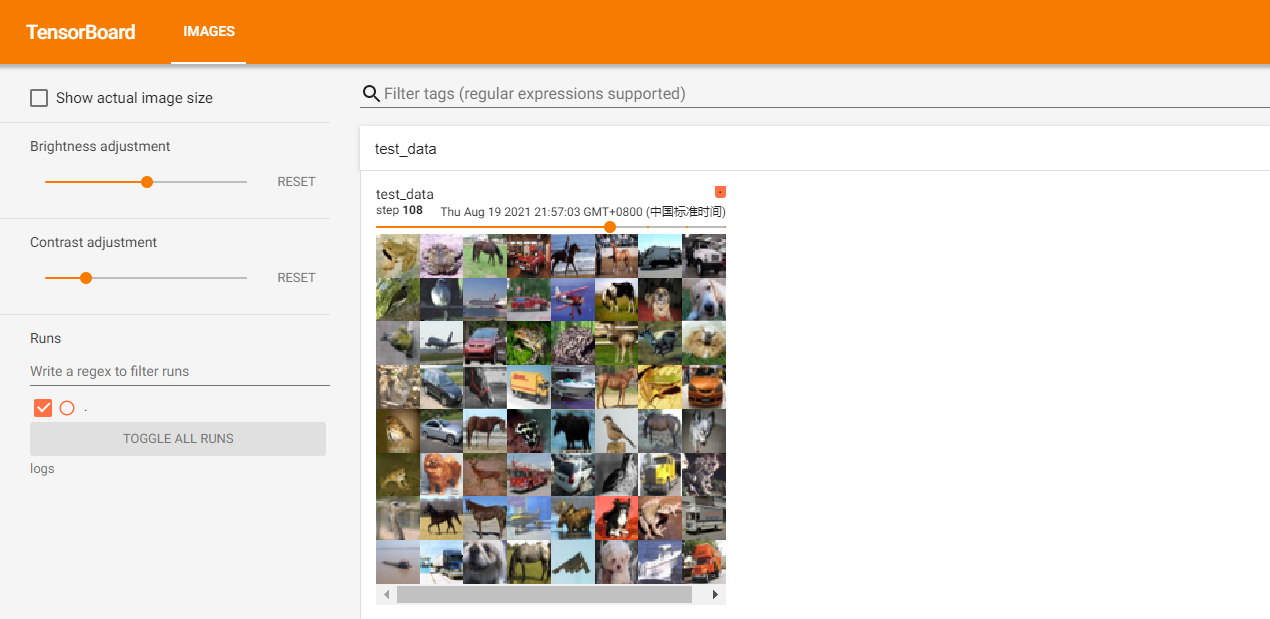 TensorBoard IMAGES
Show actual image size
Filter tags (regular expressions supported)
Brightness adjustment
RESET
test_data
test_data
step 108 Thu Aug 19 2021 21:57:03 GMT+0800 (中国标准时间)
Contrast adjustment
RESET
Runs
Write a regex to filter runs
.
TOGGLE ALL RUNS
logs